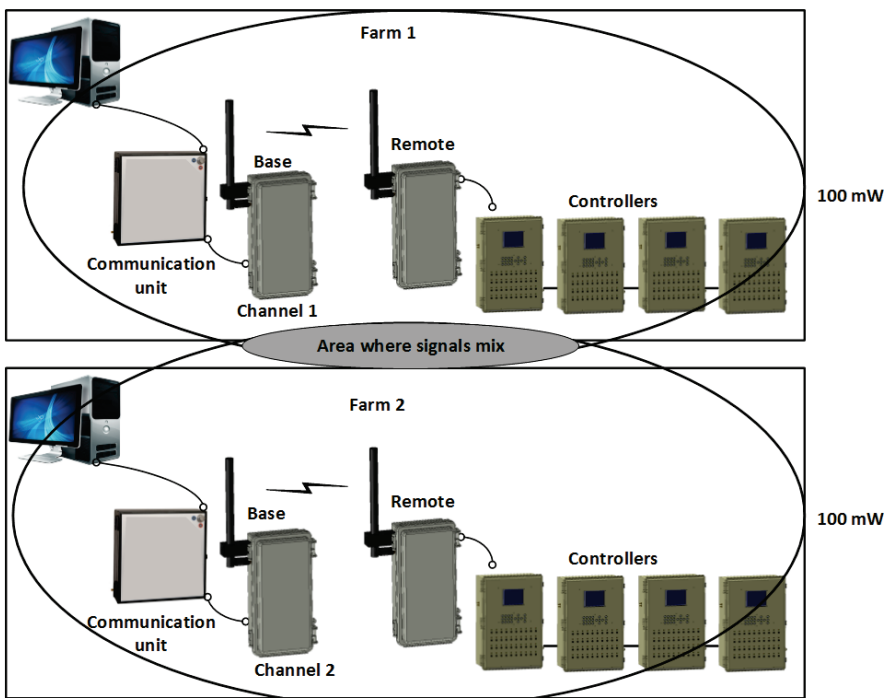 Farm 1
Base
Remote
Controllers
100 mW
Communication
unit
Channel 1
Area where signals mix
Farm 2
Base
Remote
100 mW
Controllers
Communication
unit
Channel 2